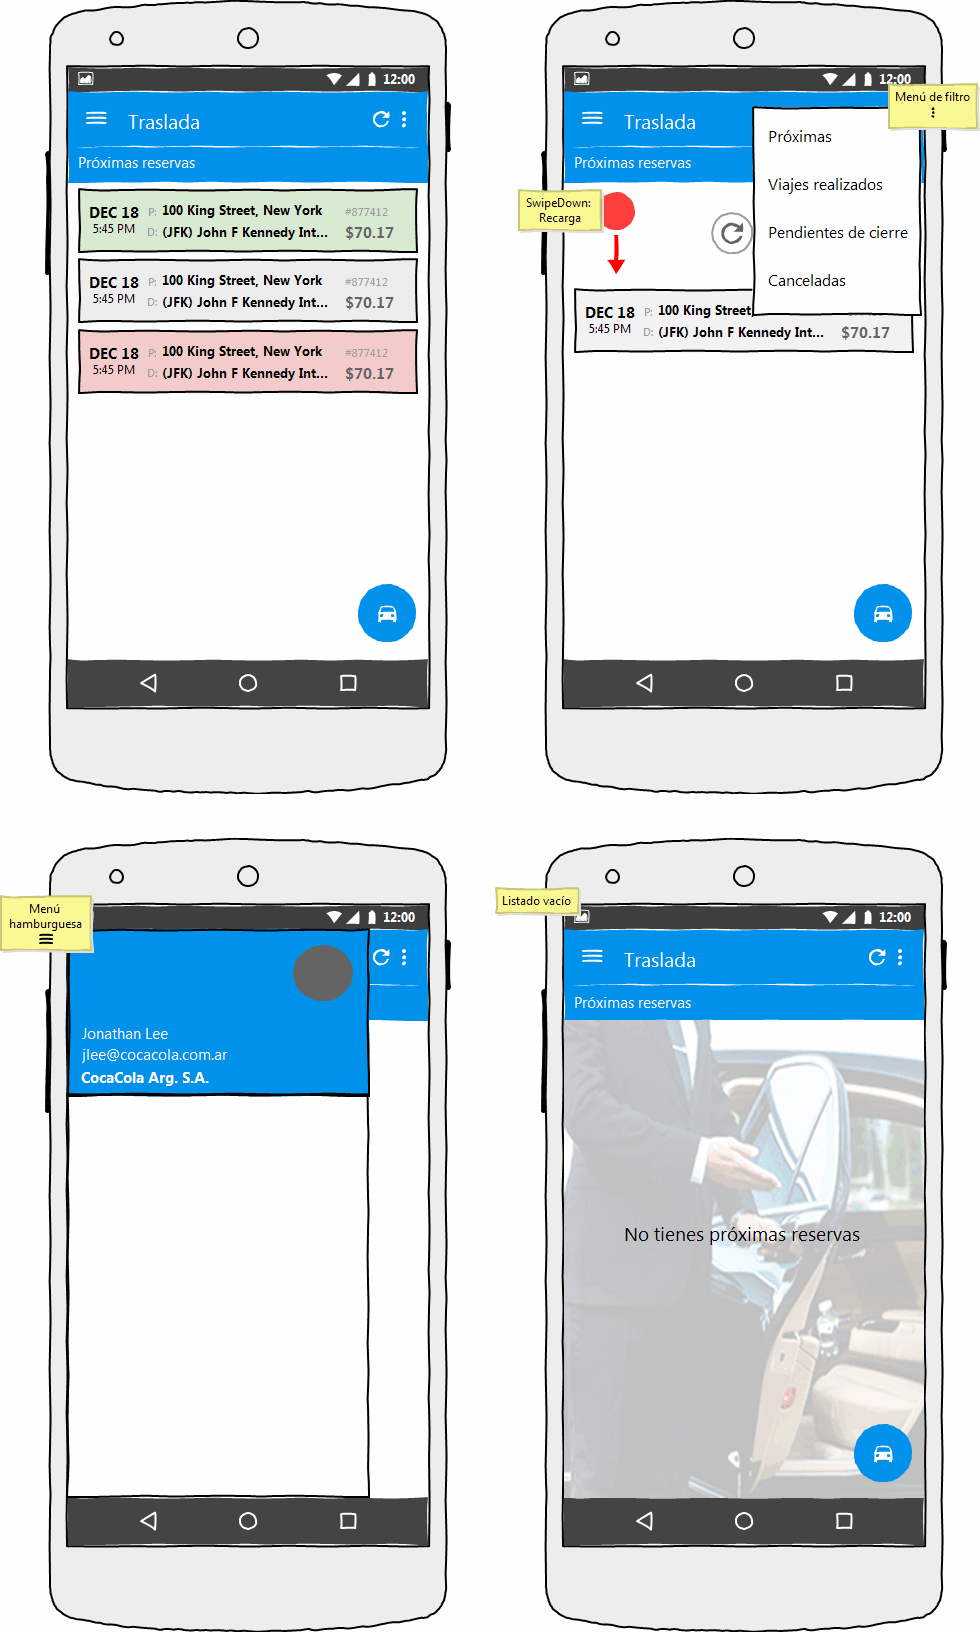 12:00
Traslada
Próximas reservas
DEC 18 P: 100 King Street, New York #877412
5:45 PM D: (JFK) John F Kennedy Int... $70.17
DEC 18 P: 100 King Street, New York #877412
5:45 PM D: (JFK) John F Kennedy Int... $70.17
DEC 18 P: 100 King Street, New York #877412
5:45 PM D: (JFK) John F Kennedy Int... $70.17
12:00
Menú de filtro
Traslada
Próximas reservas
Próximas
Viajes realizados
Pendientes de cierre
Canceladas
SwipeDown:
Recarga
DEC 18 P: 100 King Street
5:45 PM D: (JFK) John F Kennedy Int... $70.17
Menú
hamburguesa
12:00
Jonathan Lee
jlee@cocacola.com.ar
CocaCola Arg. S.A.
Listado vacío
12:00
Traslada
Próximas reservas
No tienes próximas reservas